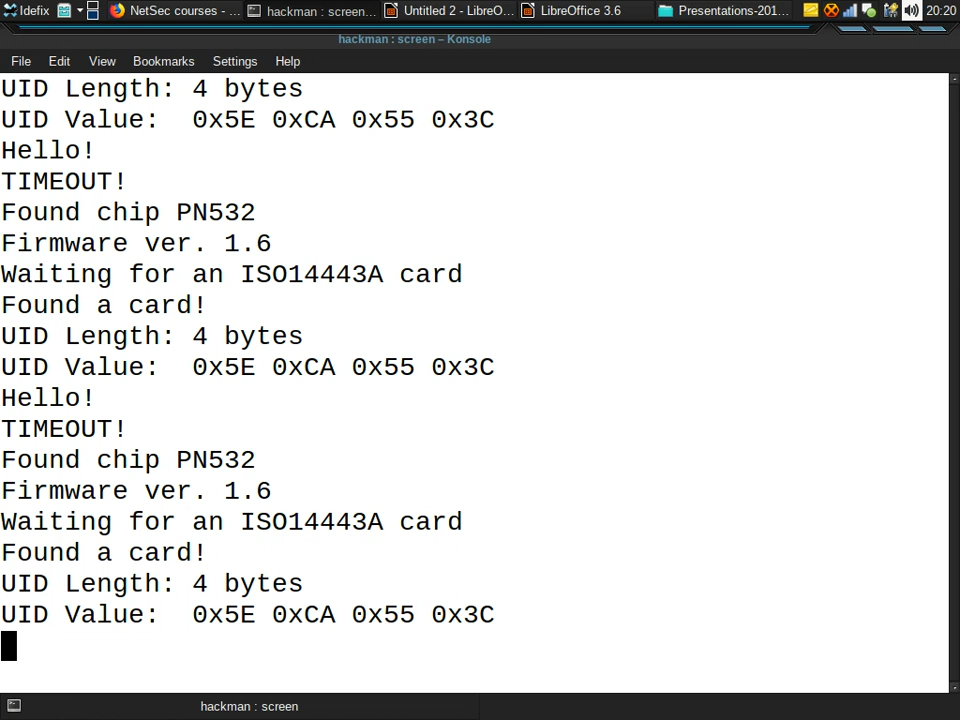 Idefix NetSec courses - ... hackman : screen... Untitled 2 - LibreO... LibreOffice 3.6 Presentations-201... 20:20
hackman : screen – Konsole
File Edit View Bookmarks Settings Help
UID Length: 4 bytes
UID Value:  0x5E 0xCA 0x55 0x3C
Hello!
TIMEOUT!
Found chip PN532
Firmware ver. 1.6
Waiting for an ISO14443A card
Found a card!
UID Length: 4 bytes
UID Value:  0x5E 0xCA 0x55 0x3C
Hello!
TIMEOUT!
Found chip PN532
Firmware ver. 1.6
Waiting for an ISO14443A card
Found a card!
UID Length: 4 bytes
UID Value:  0x5E 0xCA 0x55 0x3C
hackman : screen